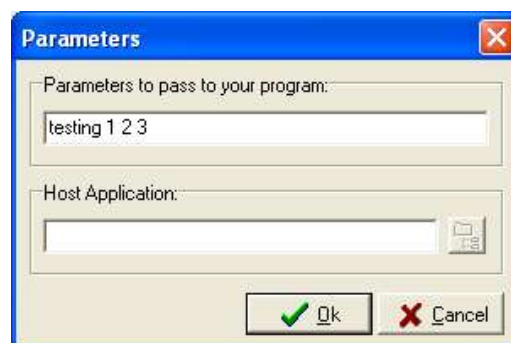 Parameters
Parameters to pass to your program:
testing 1 2 3
Host Application:
Ok Cancel